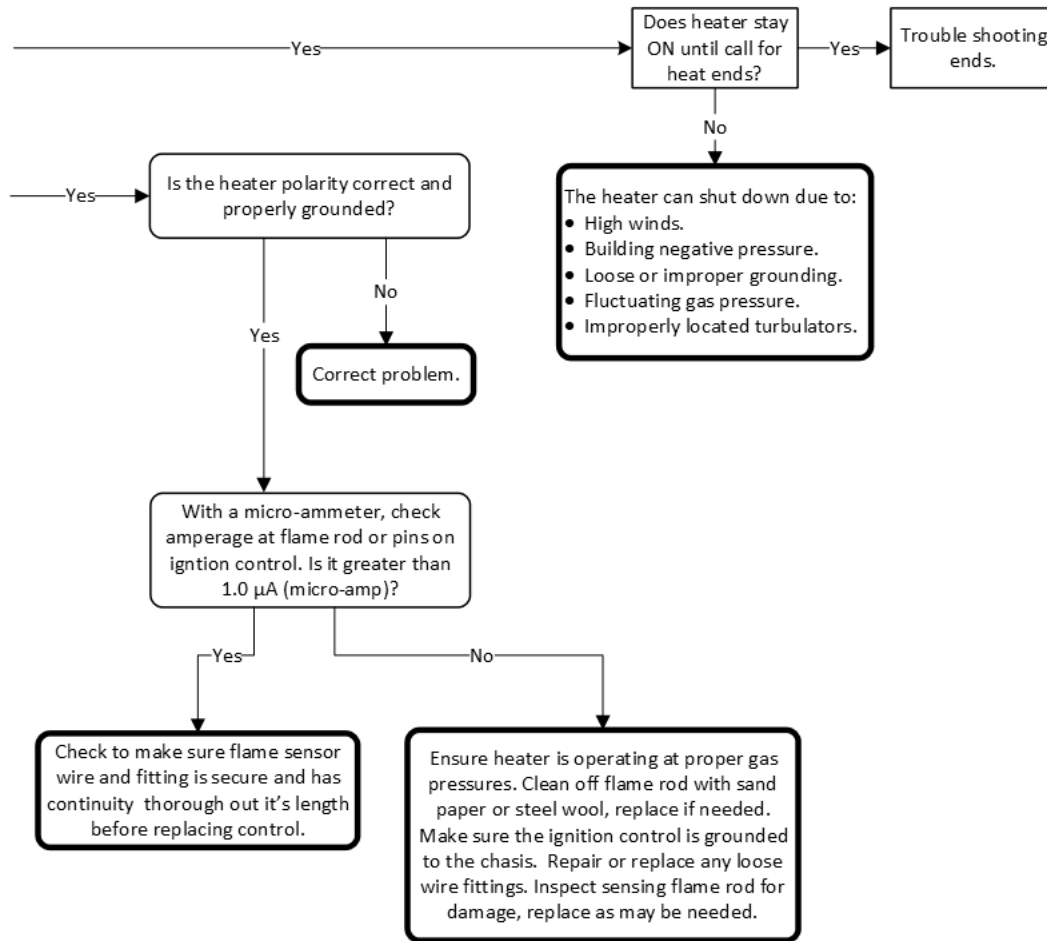 Yes
Does heater stay
ON until call for
heat ends?
Yes
Trouble shooting
ends.
No
The heater can shut down due to:
• High winds.
• Building negative pressure.
• Loose or improper grounding.
• Fluctuating gas pressure.
• Improperly located turbulators.
Yes
Is the heater polarity correct and
properly grounded?
No
Yes
Correct problem.
With a micro-ammeter, check
amperage at flame rod or pins on
igntion control. Is it greater than
1.0 µA (micro-amp)?
Yes
No
Check to make sure flame sensor
wire and fitting is secure and has
continuity thorough out it’s length
before replacing control.
Ensure heater is operating at proper gas
pressures. Clean off flame rod with sand
paper or steel wool, replace if needed.
Make sure the ignition control is grounded
to the chasis. Repair or replace any loose
wire fittings. Inspect sensing flame rod for
damage, replace as may be needed.